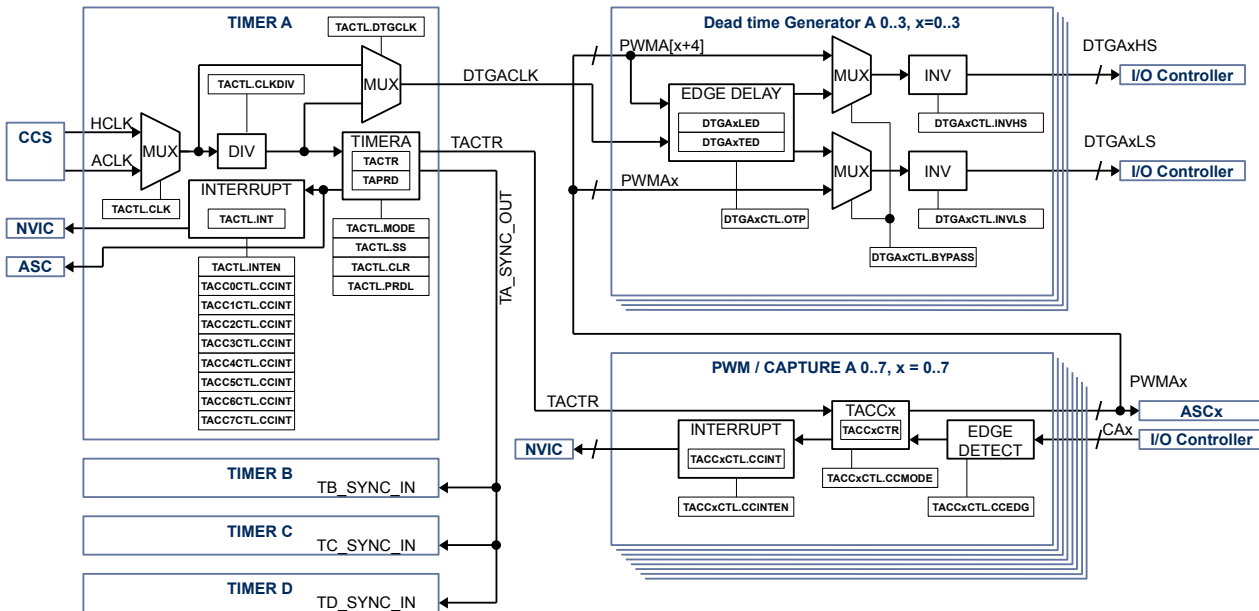 TIMER A
TACTL.DTGCLK
MUX
DTGACLK
TACTL.CLKDIV
CCS
HCLK
ACLK
MUX
DIV
TIMERA
TACTR
TAPRD
TACTR
TACTL.CLK
INTERRUPT
TACTL.INT
NVIC
ASC
TACTL.MODE
TACTL.SS
TACTL.CLR
TACTL.PRDL
TACTL.INTEN
TACC0CTL.CCINT
TACC1CTL.CCINT
TACC2CTL.CCINT
TACC3CTL.CCINT
TACC4CTL.CCINT
TACC5CTL.CCINT
TACC6CTL.CCINT
TACC7CTL.CCINT
TA_SYNC_OUT
TIMER B
TB_SYNC_IN
TIMER C
TC_SYNC_IN
TIMER D
TD_SYNC_IN
Dead time Generator A 0..3, x=0..3
PWMA[x+4]
MUX
INV
DTGAxHS
I/O Controller
EDGE DELAY
DTGAxLED
DTGAxTED
DTGAxCTL.INVHS
PWMAx
MUX
INV
DTGAxLS
I/O Controller
DTGAxCTL.OTP
DTGAxCTL.INVLS
DTGAxCTL.BYPASS
PWM / CAPTURE A 0..7, x = 0..7
TACTR
TACCx
TACCxCTR
PWMAx
ASCx
NVIC
INTERRUPT
TACCxCTL.CCINT
EDGE
DETECT
CAx
I/O Controller
TACCxCTL.CCMODE
TACCxCTL.CCINTEN
TACCxCTL.CCEDG